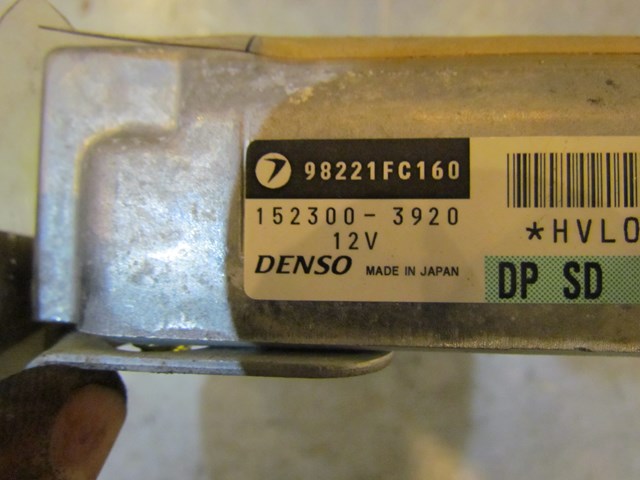 98221FC160
152300-3920
12V
DENSO MADE IN JAPAN
*HVLO
DP SD